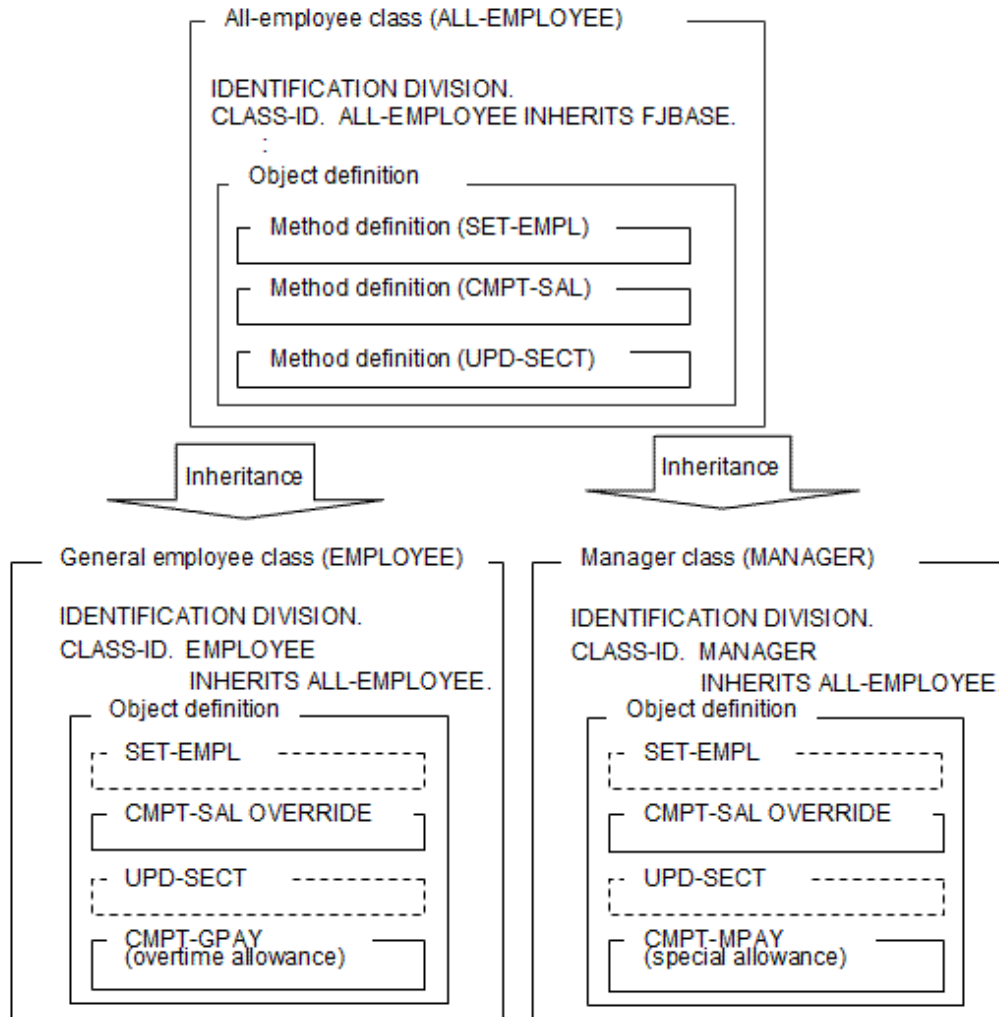 All-employee class (ALL-EMPLOYEE)
IDENTIFICATION DIVISION.
CLASS-ID. ALL-EMPLOYEE INHERITS FJBASE.
:
Object definition
Method definition (SET-EMPL)
Method definition (CMPT-SAL)
Method definition (UPD-SECT)
Inheritance
Inheritance
General employee class (EMPLOYEE)
IDENTIFICATION DIVISION.
CLASS-ID. EMPLOYEE
INHERITS ALL-EMPLOYEE.
Object definition
SET-EMPL
CMPT-SAL OVERRIDE
UPD-SECT
CMPT-GPAY
(overtime allowance)
Manager class (MANAGER)
IDENTIFICATION DIVISION.
CLASS-ID. MANAGER
INHERITS ALL-EMPLOYEE.
Object definition
SET-EMPL
CMPT-SAL OVERRIDE
UPD-SECT
CMPT-MPAY
(special allowance)